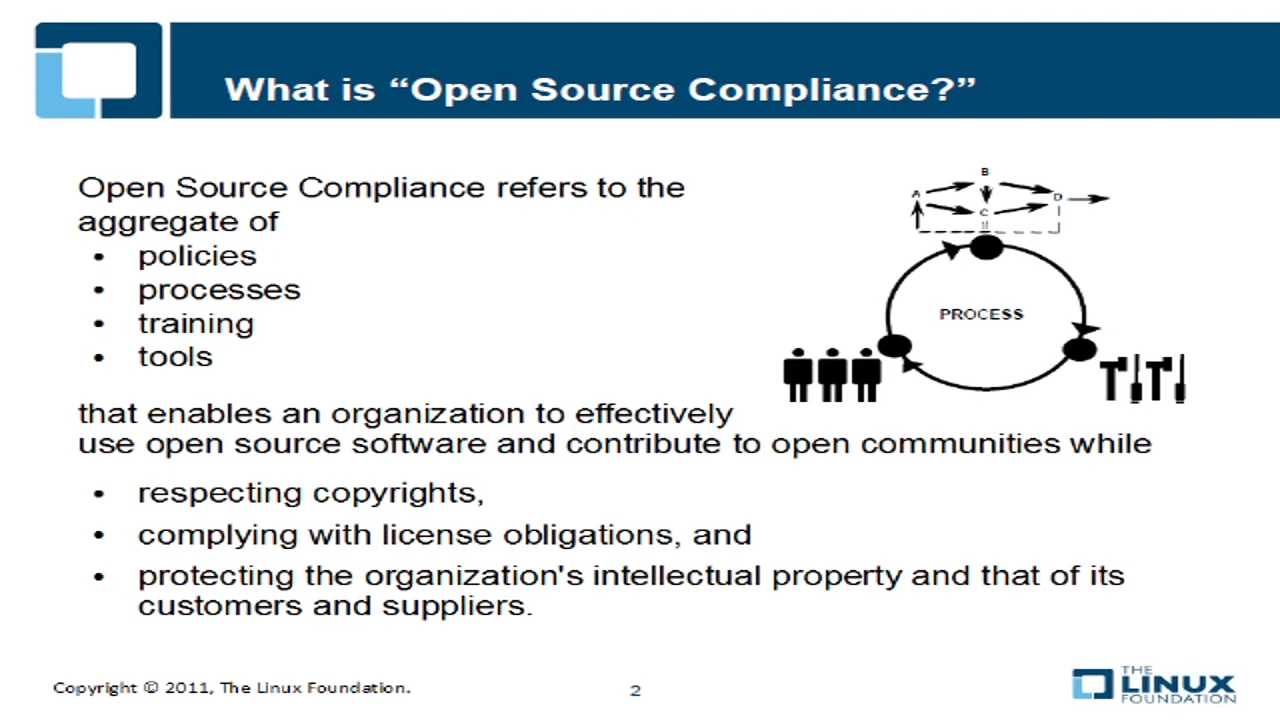 What is “Open Source Compliance?”
Open Source Compliance refers to the
aggregate of
• policies
• processes
• training
• tools
that enables an organization to effectively
use open source software and contribute to open communities while
• respecting copyrights,
• complying with license obligations, and
• protecting the organization's intellectual property and that of its
customers and suppliers.
B
A
D
C
PROCESS
Copyright © 2011, The Linux Foundation.
2
THE
LINUX
FOUNDATION